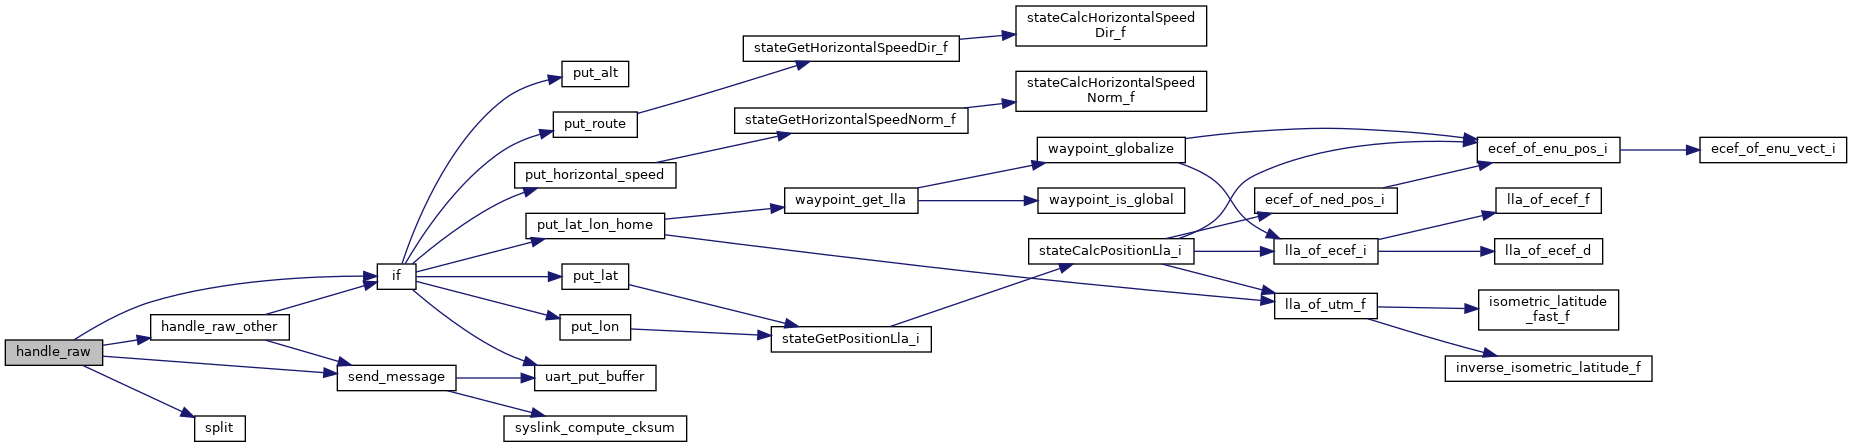 handle_raw
handle_raw_other
split
if
send_message
put_alt
put_route
put_horizontal_speed
put_lat_lon_home
put_lat
put_lon
uart_put_buffer
syslink_compute_cksum
stateGetHorizontalSpeedDir_f
stateGetHorizontalSpeedNorm_f
waypoint_get_lla
stateGetPositionLla_i
stateCalcHorizontalSpeed
Dir_f
stateCalcHorizontalSpeed
Norm_f
waypoint_globalize
waypoint_is_global
stateCalcPositionLla_i
ecef_of_ned_pos_i
lla_of_ecef_i
lla_of_utm_f
ecef_of_enu_pos_i
lla_of_ecef_f
lla_of_ecef_d
isometric_latitude
_fast_f
inverse_isometric_latitude_f
ecef_of_enu_vect_i